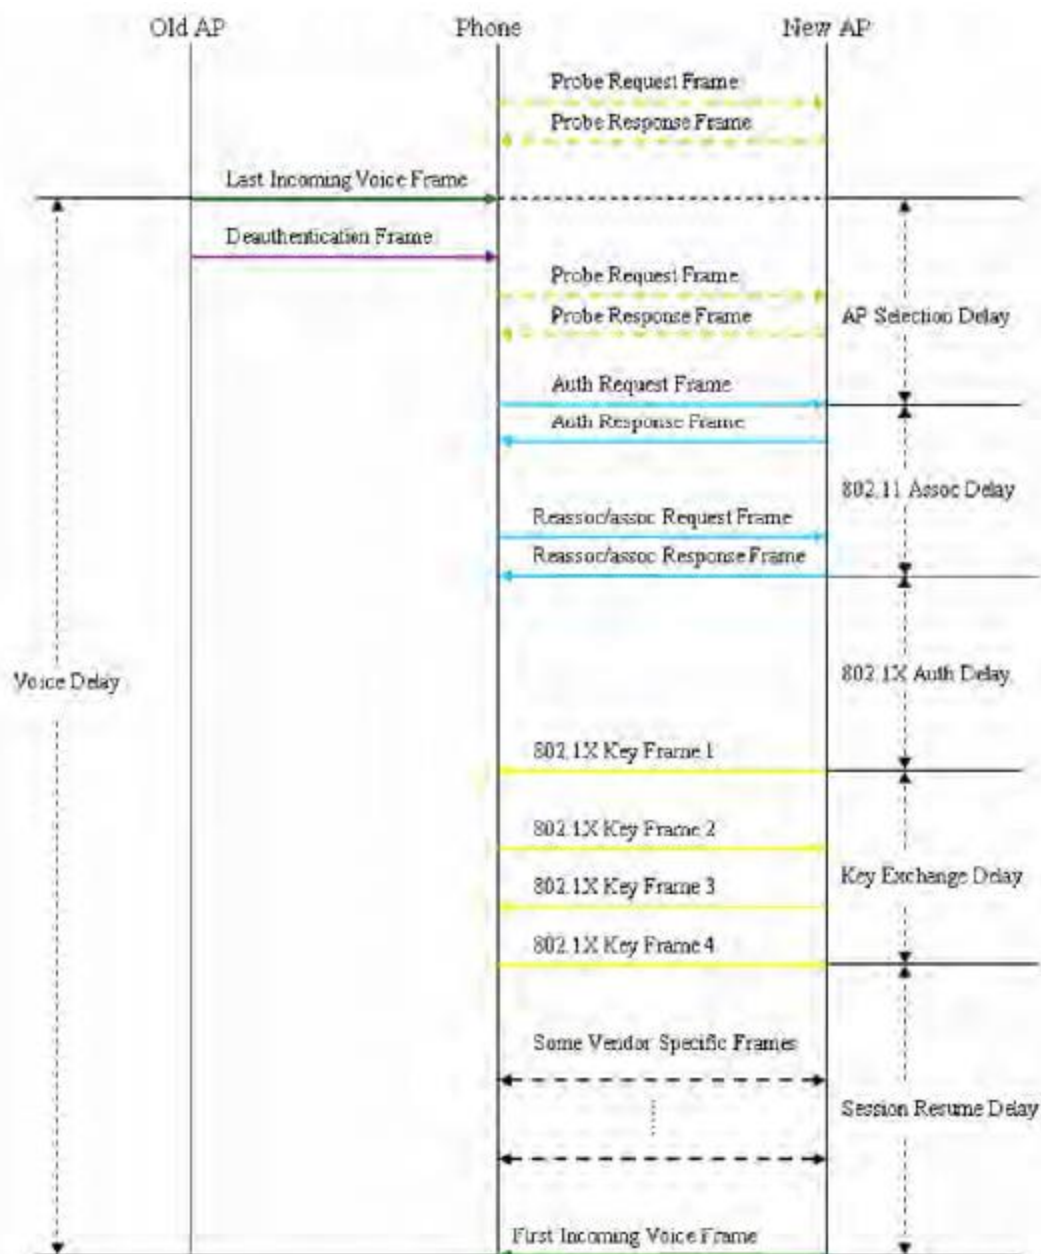 Old AP Phone New AP
Probe Request Frame
Probe Response Frame
Last Incoming Voice Frame
Deauthentication Frame
Probe Request Frame
Probe Response Frame
AP Selection Delay
Auth Request Frame
Auth Response Frame
802.11 Assoc Delay
Reassoc/assoc Request Frame
Reassoc/assoc Response Frame
Voice Delay
802.1X Auth Delay
802.1X Key Frame 1
802.1X Key Frame 2
Key Exchange Delay
802.1X Key Frame 3
802.1X Key Frame 4
Some Vendor Specific Frames
Session Resume Delay
First Incoming Voice Frame